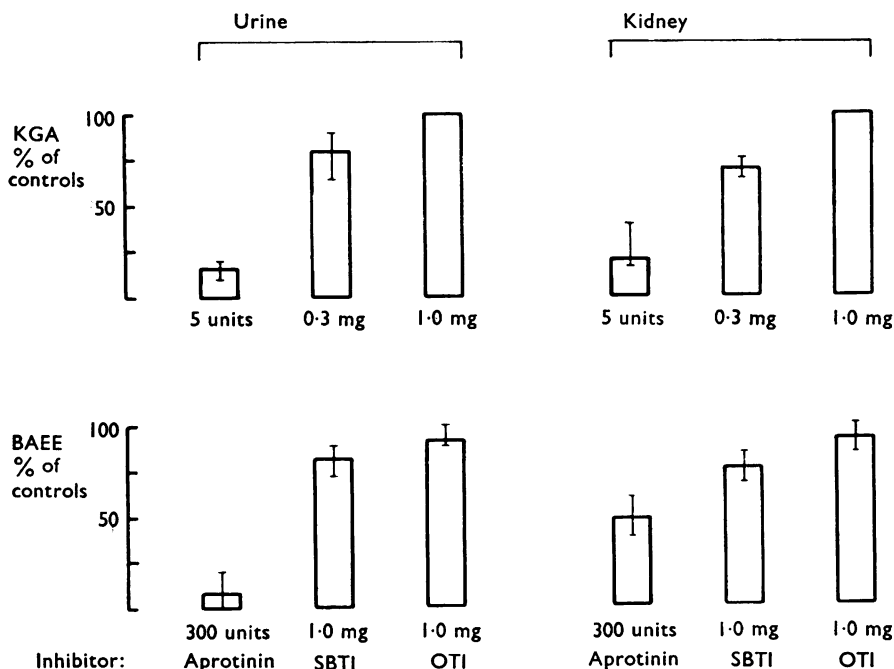 Urine Kidney
100
KGA
% of
controls
50
5 units 0·3 mg 1·0 mg 5 units 0·3 mg 1·0 mg
100
BAEE
% of
controls
50
300 units 1·0 mg 1·0 mg 300 units 1·0 mg 1·0 mg
Inhibitor: Aprotinin SBTI OTI Aprotinin SBTI OTI